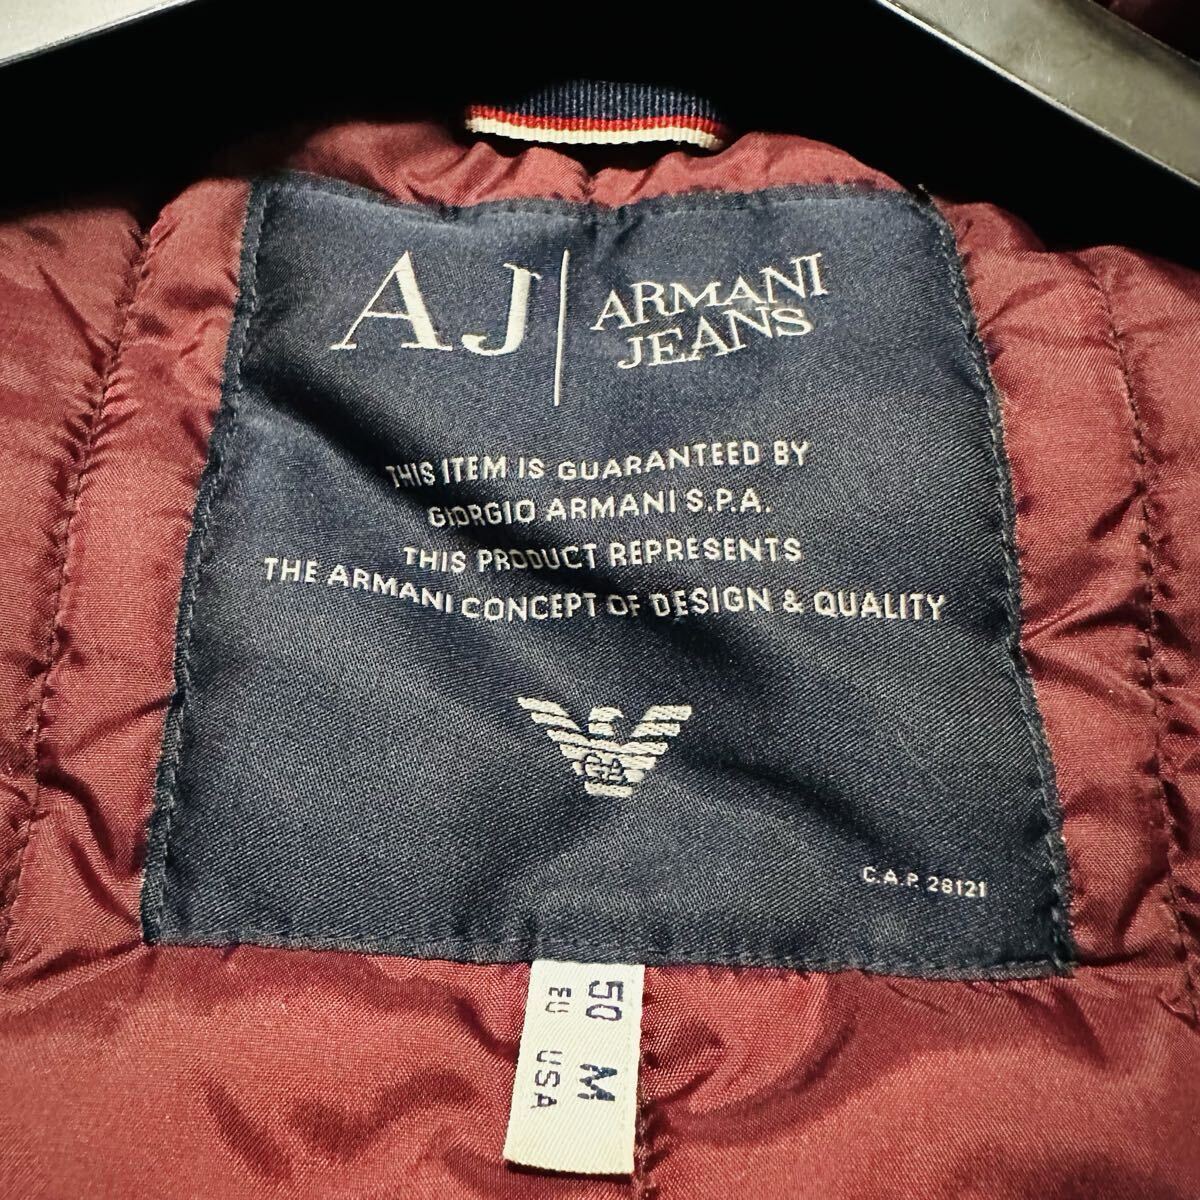 AJ
ARMANI
JEANS
THIS ITEM IS GUARANTEED BY
GIORGIO ARMANI S.P.A.
THIS PRODUCT REPRESENTS
THE ARMANI CONCEPT OF DESIGN & QUALITY
GA
C.A.P. 28121
50 M
EU USA